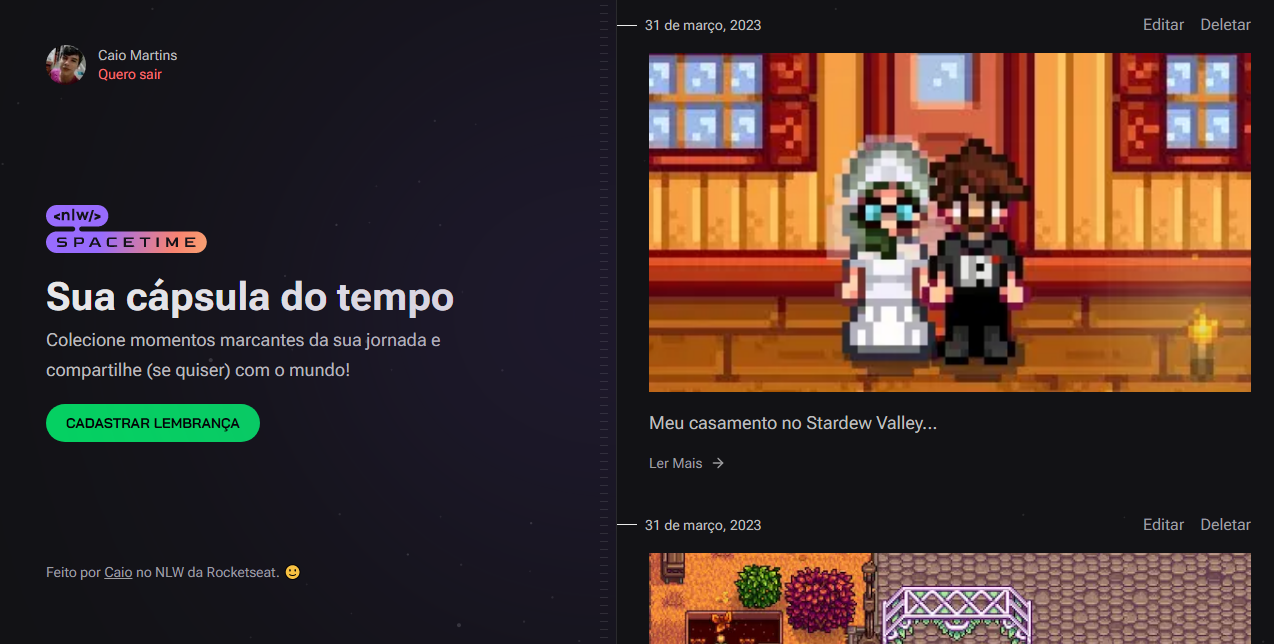 Caio Martins
Quero sair
<nlw/>
SPACETIME
Sua cápsula do tempo
Colecione momentos marcantes da sua jornada e
compartilhe (se quiser) com o mundo!
CADASTRAR LEMBRANÇA
Feito por Caio no NLW da Rocketseat. 🙂
31 de março, 2023 Editar Deletar
Meu casamento no Stardew Valley...
Ler Mais →
31 de março, 2023 Editar Deletar